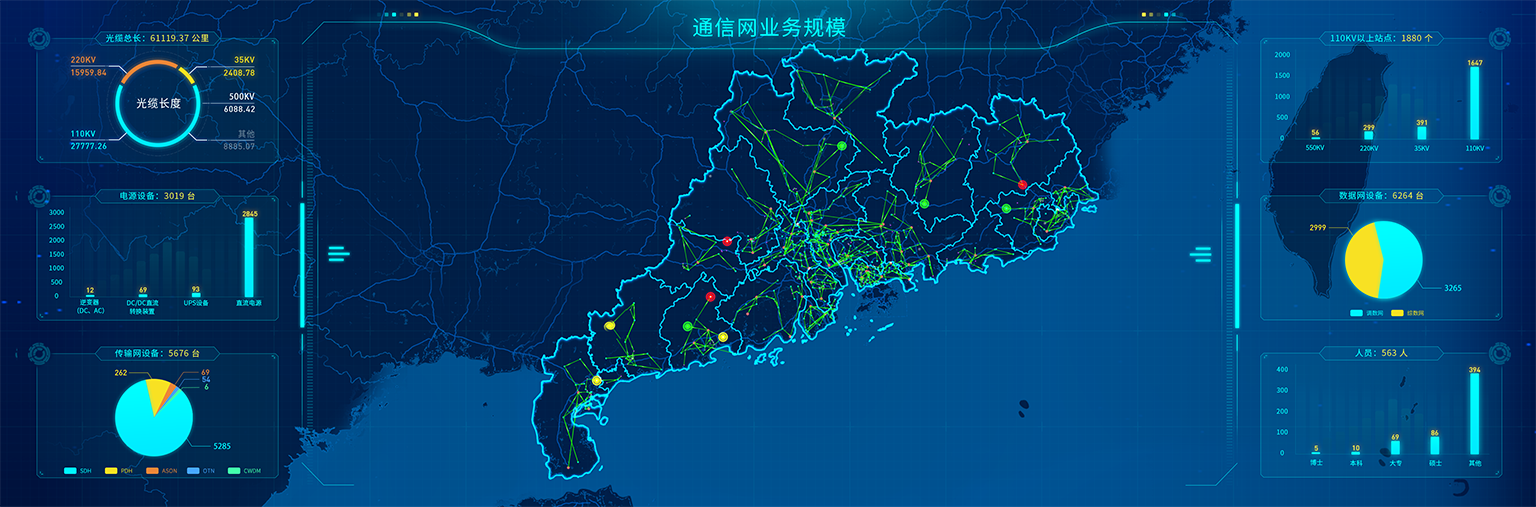 通信网业务规模
光缆总长：61119.37 公里
220KV
15959.84
35KV
2408.78
500KV
6088.42
光缆长度
110KV
27777.26
其他
8885.07
电源设备：3019 台
3000
2500
2000
1500
1000
500
0
12
69
93
2845
逆变器
(DC、AC)
DC/DC直流
转换装置
UPS设备
直流电源
传输网设备：5676 台
262
69
54
6
5285
SDH
PDH
ASON
OTN
CWDM
110KV以上站点：1880 个
2000
1500
1000
500
0
56
299
391
1647
550KV
220KV
35KV
110KV
数据网设备：6264 台
2999
3265
调数网
综数网
人员：563 人
400
300
200
100
0
5
10
69
86
394
博士
本科
大专
硕士
其他